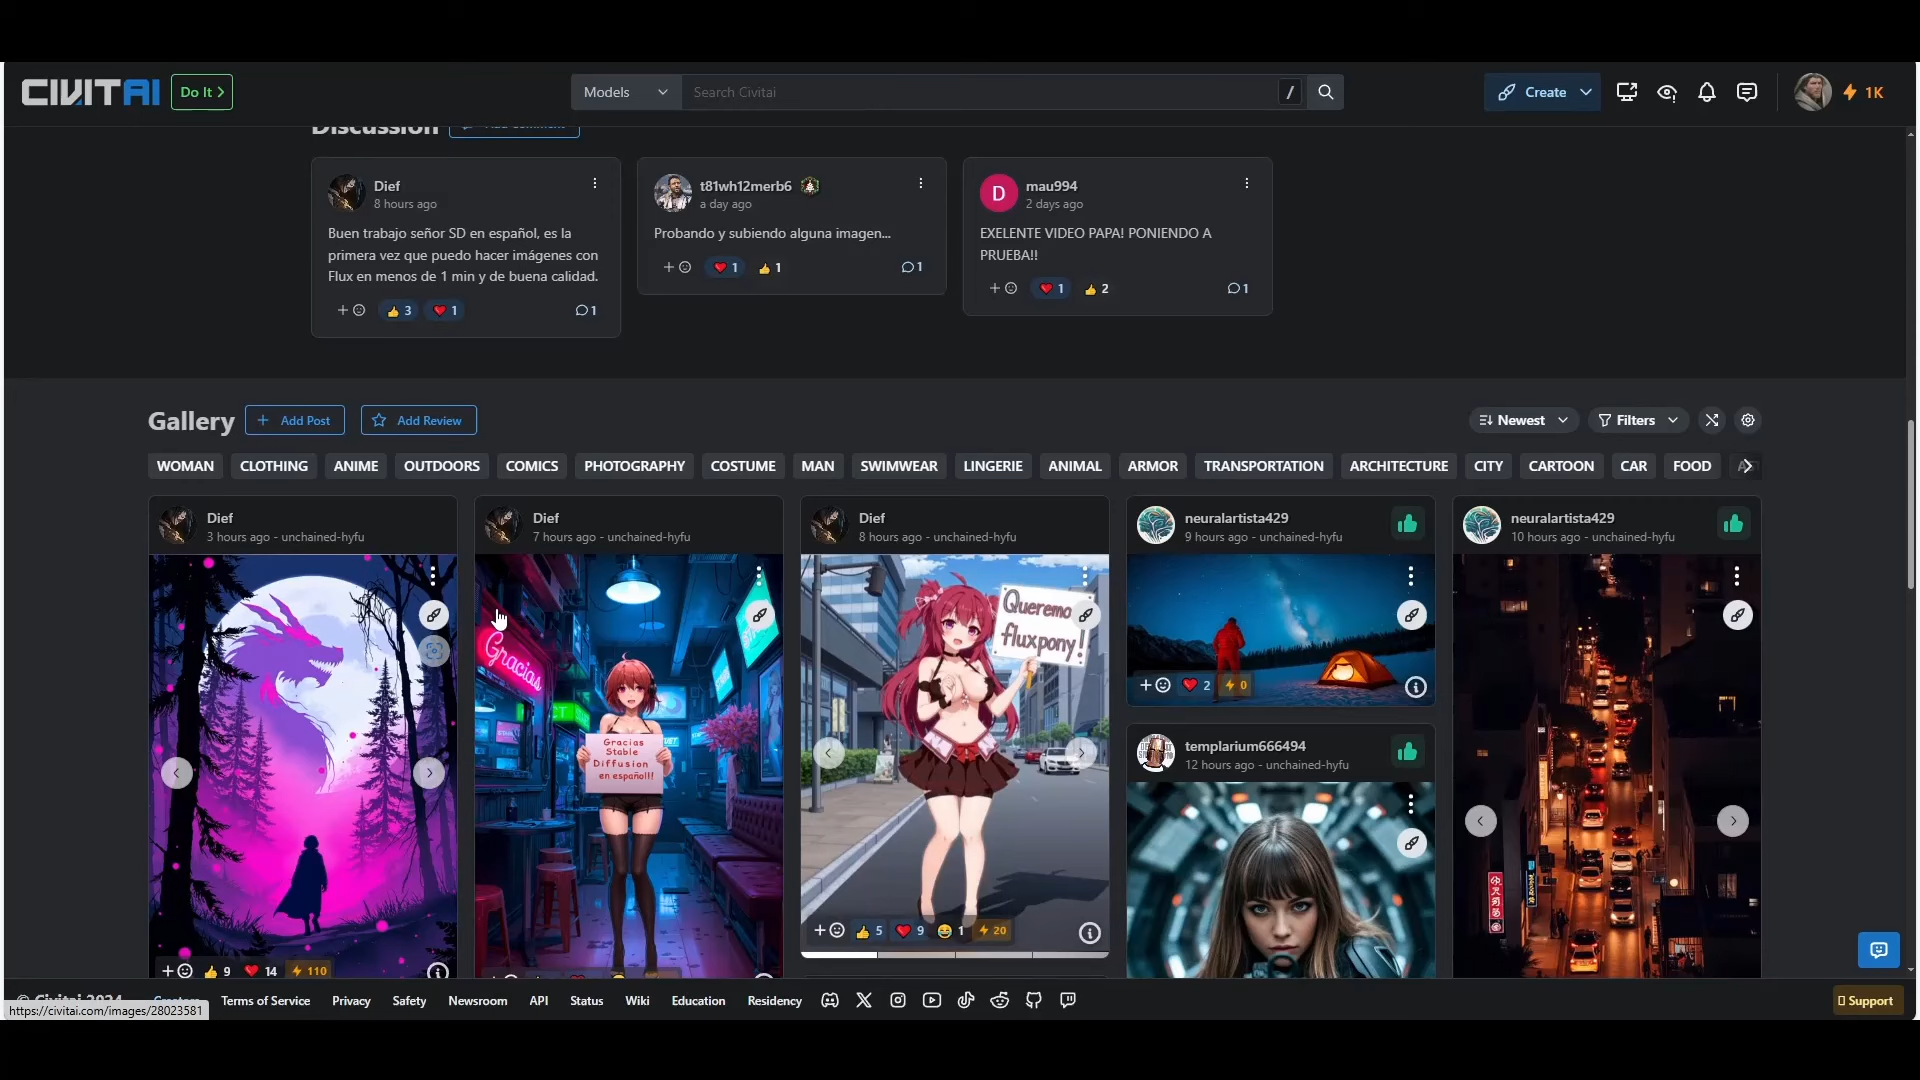 CIVITAI
Do It
Models
Search Civitai
/
Create
1K
Discussion
Add Comment
Dief
8 hours ago
Buen trabajo señor SD en español, es la
primera vez que puedo hacer imágenes con
Flux en menos de 1 min y de buena calidad.
3
1
1
t81wh12merb6
a day ago
Probando y subiendo alguna imagen...
1
1
1
D
mau994
2 days ago
EXELENTE VIDEO PAPA! PONIENDO A
PRUEBA!!
1
2
1
Gallery
Add Post
Add Review
Newest
Filters
WOMAN
CLOTHING
ANIME
OUTDOORS
COMICS
PHOTOGRAPHY
COSTUME
MAN
SWIMWEAR
LINGERIE
ANIMAL
ARMOR
TRANSPORTATION
ARCHITECTURE
CITY
CARTOON
CAR
FOOD
Dief
3 hours ago - unchained-hyfu
9
14
110
Dief
7 hours ago - unchained-hyfu
Gracias
Gracias
Stable
Diffusion
en español!!
Dief
8 hours ago - unchained-hyfu
Queremo
fluxpony!
5
9
1
20
neuralartista429
9 hours ago - unchained-hyfu
2
0
templarium666494
12 hours ago - unchained-hyfu
neuralartista429
10 hours ago - unchained-hyfu
© Civitai 2024
Creators
Terms of Service
Privacy
Safety
Newsroom
API
Status
Wiki
Education
Residency
Support
https://civitai.com/images/28023581